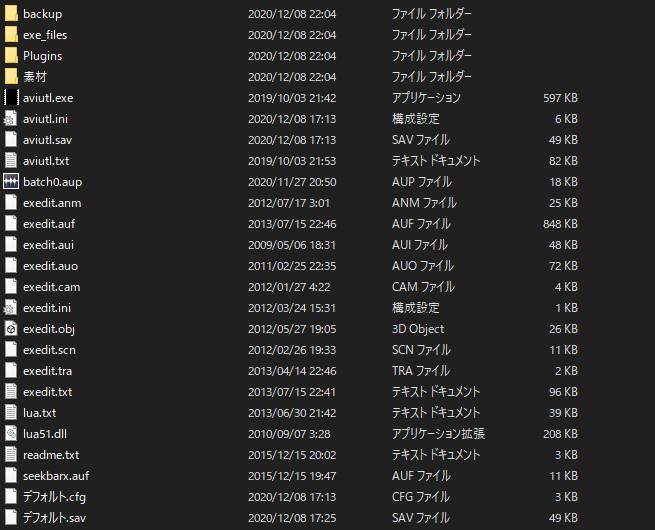 backup 2020/12/08 22:04 ファイル フォルダー
exe_files 2020/12/08 22:04 ファイル フォルダー
Plugins 2020/12/08 22:04 ファイル フォルダー
素材 2020/12/08 22:04 ファイル フォルダー
aviutl.exe 2019/10/03 21:42 アプリケーション 597 KB
aviutl.ini 2020/12/08 17:13 構成設定 6 KB
aviutl.sav 2020/12/08 17:13 SAV ファイル 49 KB
aviutl.txt 2019/10/03 21:53 テキスト ドキュメント 82 KB
batch0.aup 2020/11/27 20:50 AUP ファイル 18 KB
exedit.anm 2012/07/17 3:01 ANM ファイル 25 KB
exedit.auf 2013/07/15 22:46 AUF ファイル 848 KB
exedit.aui 2009/05/06 18:31 AUI ファイル 48 KB
exedit.auo 2011/02/25 22:35 AUO ファイル 72 KB
exedit.cam 2012/01/27 4:22 CAM ファイル 4 KB
exedit.ini 2012/03/24 15:31 構成設定 1 KB
exedit.obj 2012/05/27 19:05 3D Object 26 KB
exedit.scn 2012/02/26 19:33 SCN ファイル 11 KB
exedit.tra 2013/04/14 22:46 TRA ファイル 2 KB
exedit.txt 2013/07/15 22:41 テキスト ドキュメント 96 KB
lua.txt 2013/06/30 21:42 テキスト ドキュメント 39 KB
lua51.dll 2010/09/07 3:28 アプリケーション拡張 208 KB
readme.txt 2015/12/15 20:02 テキスト ドキュメント 3 KB
seekbarx.auf 2015/12/15 19:47 AUF ファイル 11 KB
デフォルト.cfg 2020/12/08 17:13 CFG ファイル 3 KB
デフォルト.sav 2020/12/08 17:25 SAV ファイル 49 KB